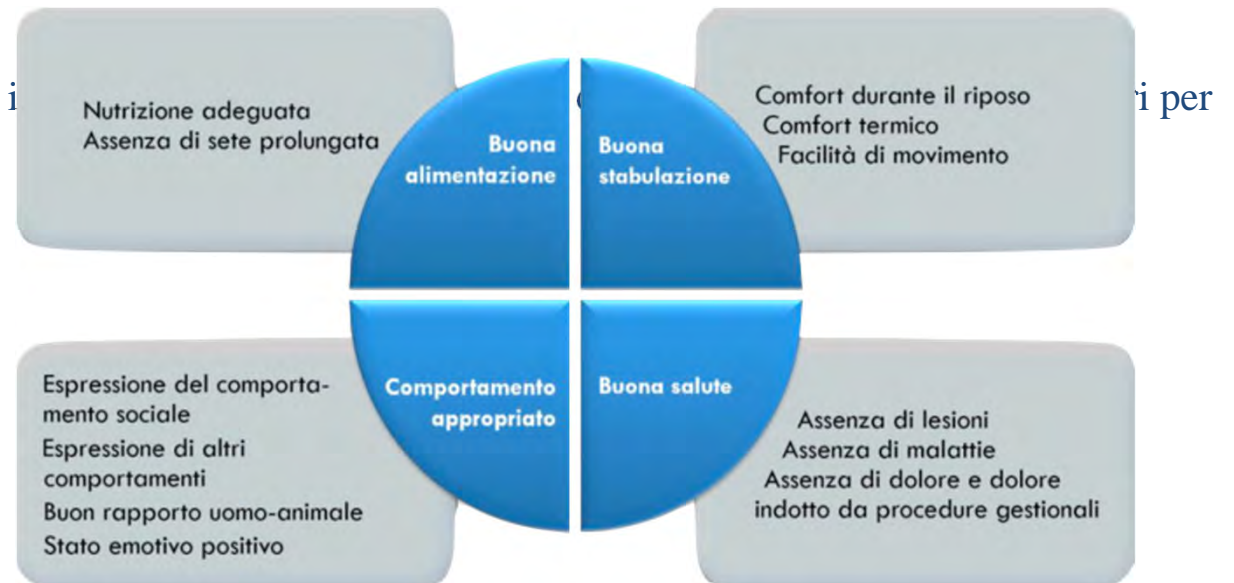 Nutrizione adeguata
Assenza di sete prolungata
Buona
alimentazione
Buona
stabulazione
Comfort durante il riposo
Comfort termico
Facilità di movimento
per
Espressione del comporta-
mento sociale
Espressione di altri
comportamenti
Buon rapporto uomo-animale
Stato emotivo positivo
Comportamento
appropriato
Buona salute
Assenza di lesioni
Assenza di malattie
Assenza di dolore e dolore
indotto da procedure gestionali